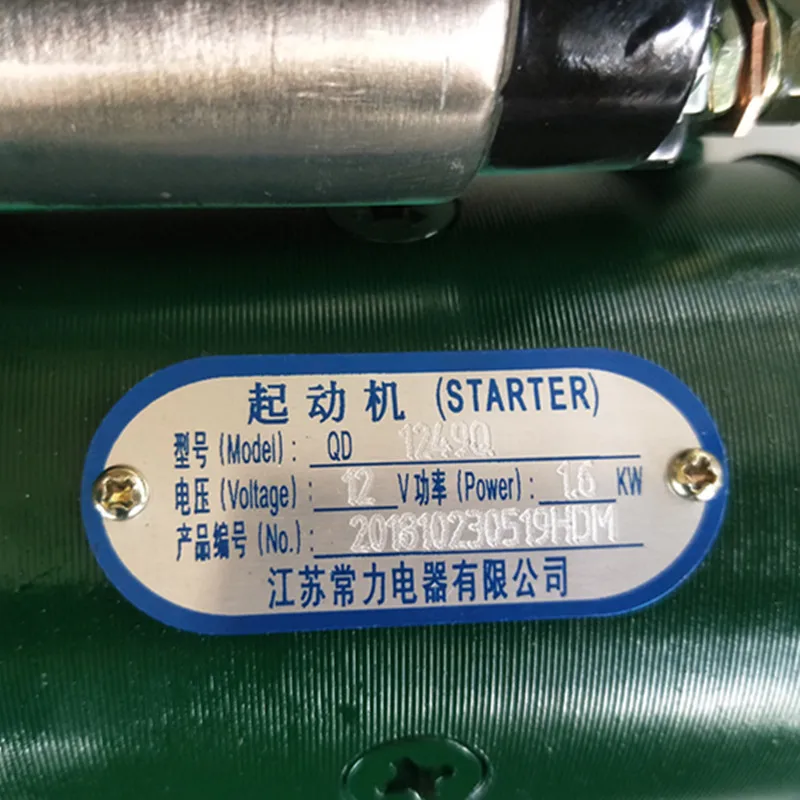 起动机 (STARTER)
型号(Model): QD 1249Q
电压(Voltage): 12 V功率(Power): 1.6 KW
产品编号(No.): 201810230519HDM
江苏常力电器有限公司